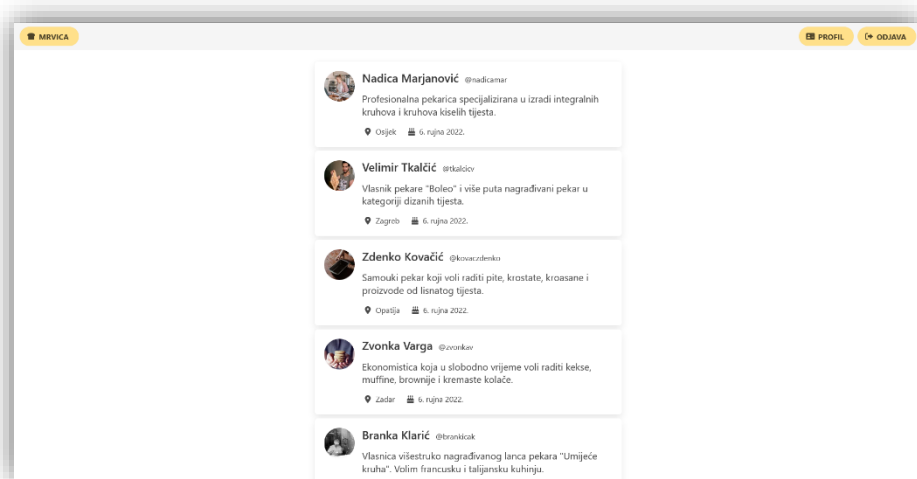 MRVICA
PROFIL
ODJAVA
Nadica Marjanović @nadicamar
Profesionalna pekarica specijalizirana u izradi integralnih
kruhova i kruhova kiselih tijesta.
Osijek 6. rujna 2022.
Velimir Tkalčić @tkalcicv
Vlasnik pekare "Boleo" i više puta nagrađivani pekar u
kategoriji dizanih tijesta.
Zagreb 6. rujna 2022.
Zdenko Kovačić @kovaczdenko
Samouki pekar koji voli raditi pite, krostate, kroasane i
proizvode od lisnatog tijesta.
Opatija 6. rujna 2022.
Zvonka Varga @zvonkav
Ekonomistica koja u slobodno vrijeme voli raditi kekse,
muffine, brownije i kremaste kolače.
Zadar 6. rujna 2022.
Branka Klarić @brankicak
Vlasnica višestruko nagrađivanog lanca pekara "Umijeće
kruha". Volim francusku i talijansku kuhinju.